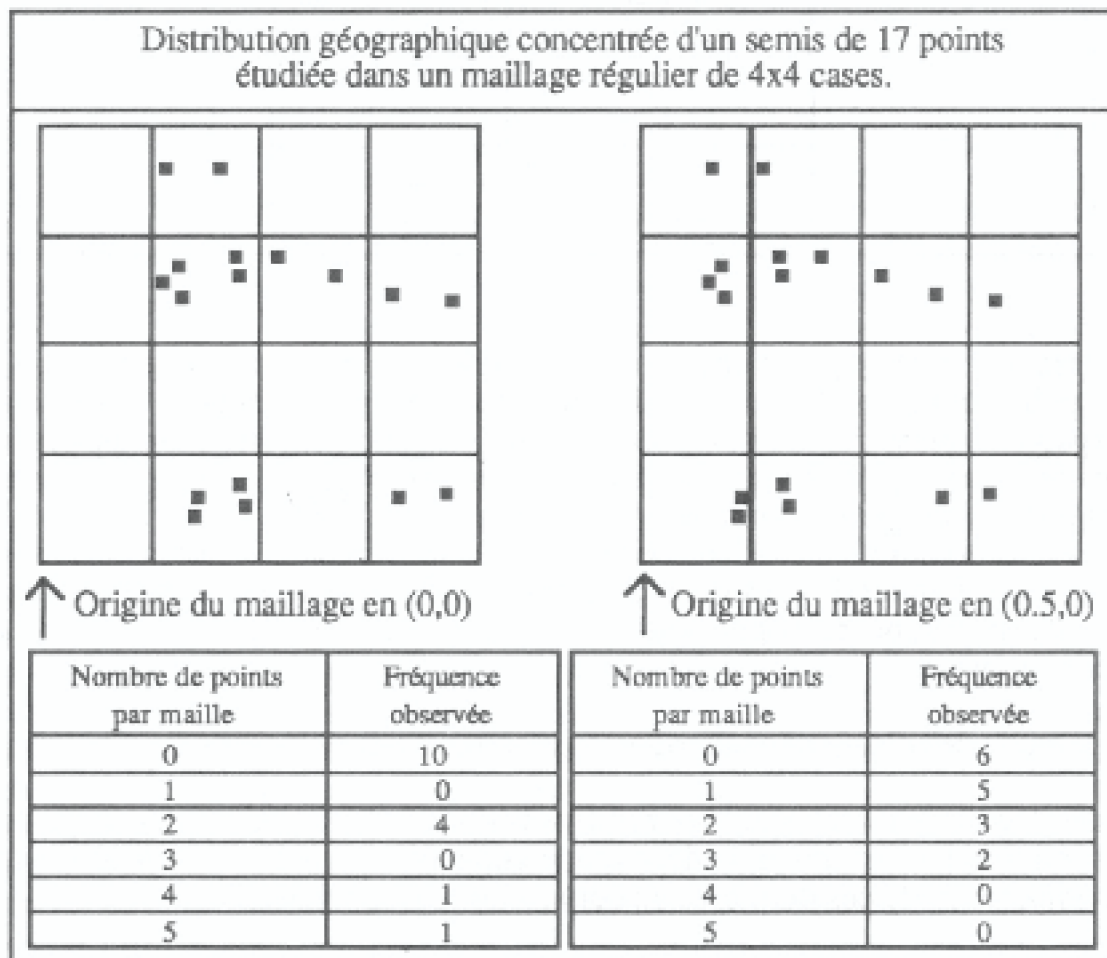 Distribution géographique concentrée d'un semis de 17 points
étudiée dans un maillage régulier de 4x4 cases.
Origine du maillage en (0,0)
Origine du maillage en (0.5,0)
Nombre de points
par maille
Fréquence
observée
0 10
1 0
2 4
3 0
4 1
5 1
Nombre de points
par maille
Fréquence
observée
0 6
1 5
2 3
3 2
4 0
5 0